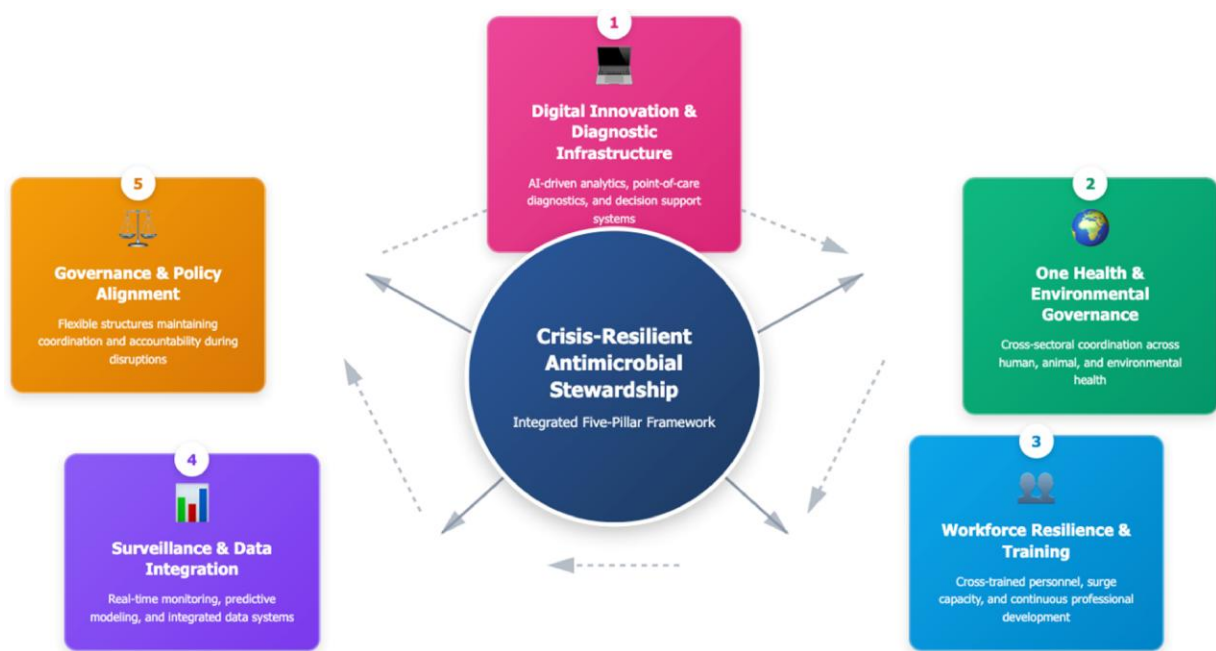 1
Digital Innovation &
Diagnostic
Infrastructure
AI-driven analytics, point-of-care
diagnostics, and decision support
systems
5
Governance & Policy
Alignment
Flexible structures maintaining
coordination and accountability during
disruptions
2
One Health &
Environmental
Governance
Cross-sectoral coordination across
human, animal, and environmental
health
Crisis-Resilient
Antimicrobial
Stewardship
Integrated Five-Pillar Framework
4
Surveillance & Data
Integration
Real-time monitoring, predictive
modeling, and integrated data systems
3
Workforce Resilience &
Training
Cross-trained personnel, surge
capacity, and continuous professional
development